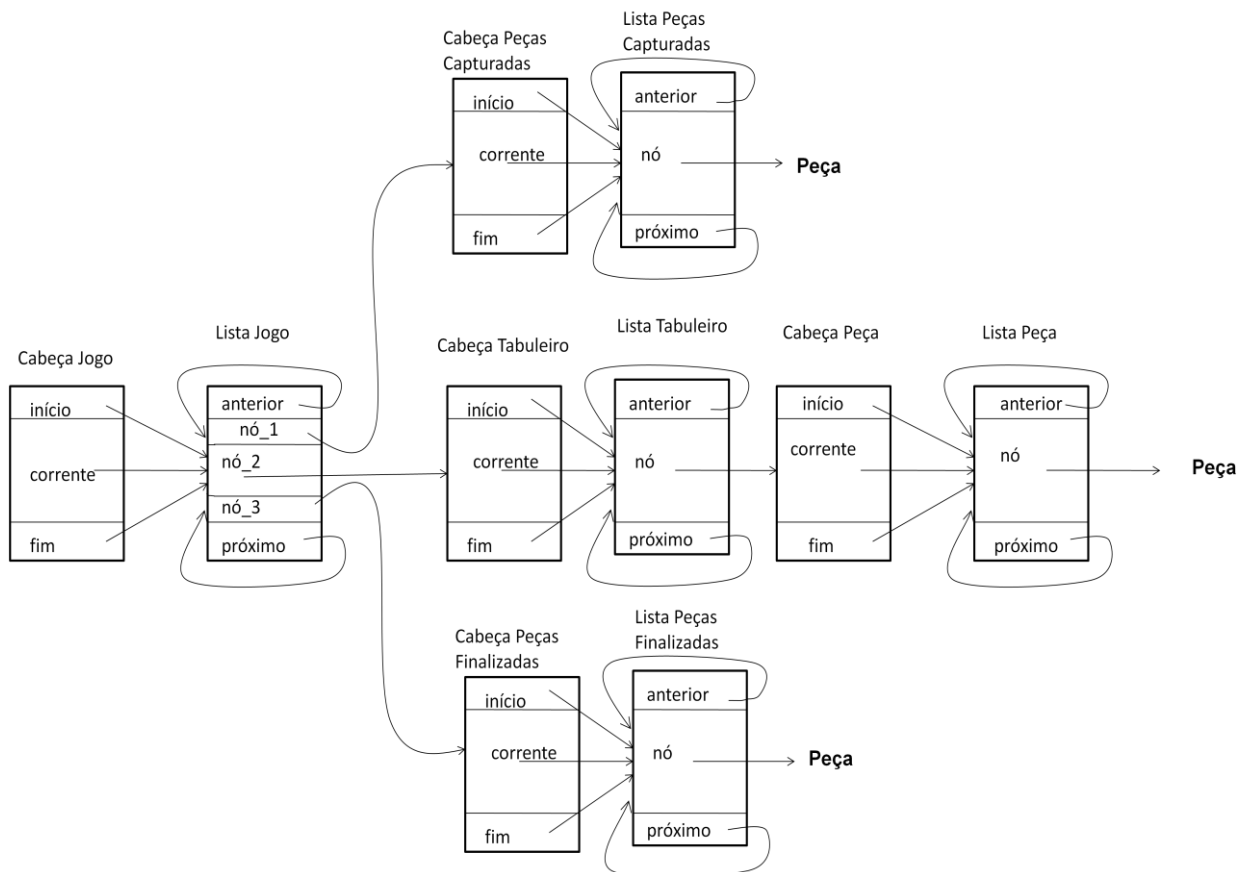 Cabeça Peças
Capturadas
início
corrente
fim
Lista Peças
Capturadas
anterior
nó
próximo
Peça
Cabeça Jogo
início
corrente
fim
Lista Jogo
anterior
nó_1
nó_2
nó_3
próximo
Cabeça Tabuleiro
início
corrente
fim
Lista Tabuleiro
anterior
nó
próximo
Cabeça Peça
início
corrente
fim
Lista Peça
anterior
nó
próximo
Peça
Cabeça Peças
Finalizadas
início
corrente
fim
Lista Peças
Finalizadas
anterior
nó
próximo
Peça